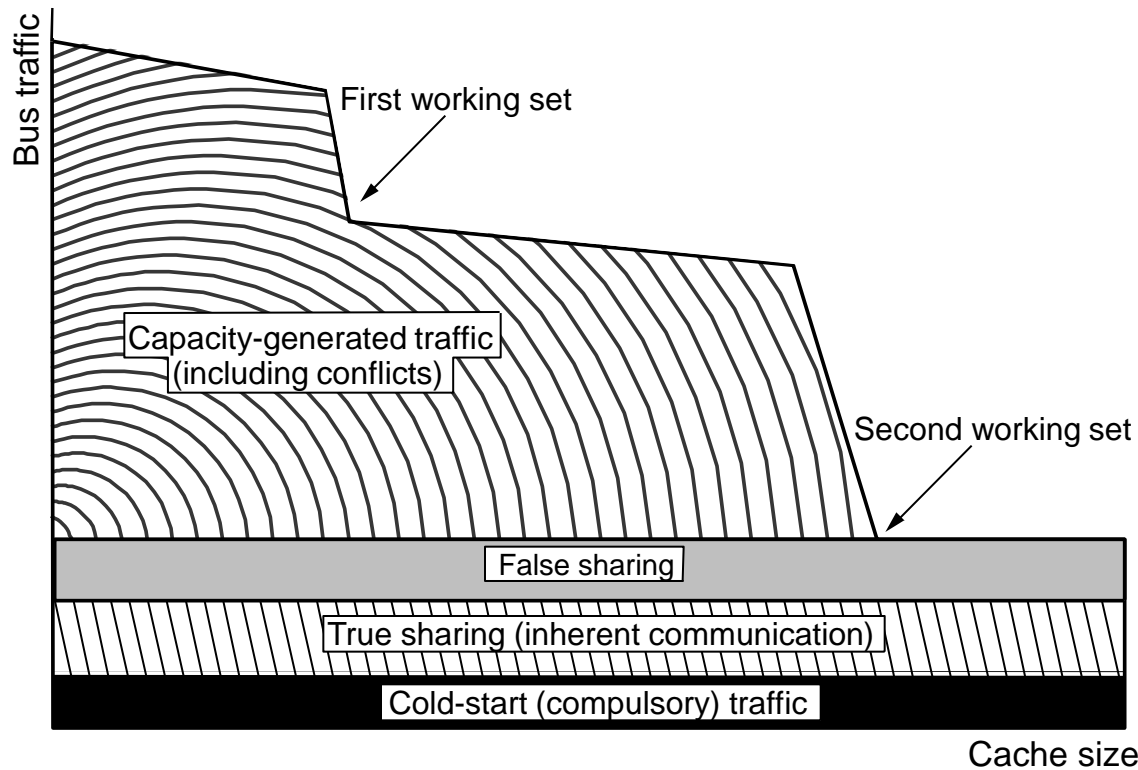 Bus traffic
First working set
Capacity-generated traffic
(including conflicts)
Second working set
False sharing
True sharing (inherent communication)
Cold-start (compulsory) traffic
Cache size